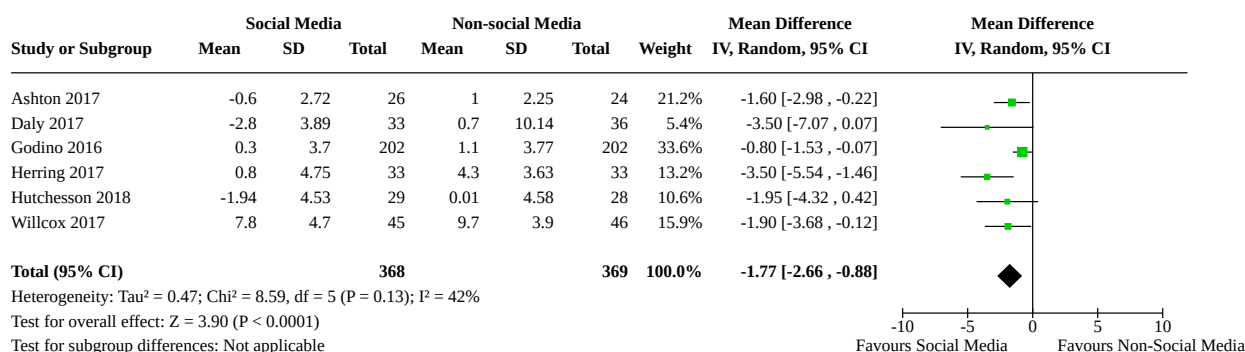 Social Media Non-social Media Mean Difference Mean Difference
Study or Subgroup Mean SD Total Mean SD Total Weight IV, Random, 95% CI IV, Random, 95% CI
Ashton 2017 -0.6 2.72 26 1 2.25 24 21.2% -1.60 [-2.98 , -0.22]
Daly 2017 -2.8 3.89 33 0.7 10.14 36 5.4% -3.50 [-7.07 , 0.07]
Godino 2016 0.3 3.7 202 1.1 3.77 202 33.6% -0.80 [-1.53 , -0.07]
Herring 2017 0.8 4.75 33 4.3 3.63 33 13.2% -3.50 [-5.54 , -1.46]
Hutchesson 2018 -1.94 4.53 29 0.01 4.58 28 10.6% -1.95 [-4.32 , 0.42]
Willcox 2017 7.8 4.7 45 9.7 3.9 46 15.9% -1.90 [-3.68 , -0.12]
Total (95% CI) 368 369 100.0% -1.77 [-2.66 , -0.88]
Heterogeneity: Tau² = 0.47; Chi² = 8.59, df = 5 (P = 0.13); I² = 42%
Test for overall effect: Z = 3.90 (P < 0.0001)
-10 -5 0 5 10
Test for subgroup differences: Not applicable Favours Social Media Favours Non-Social Media